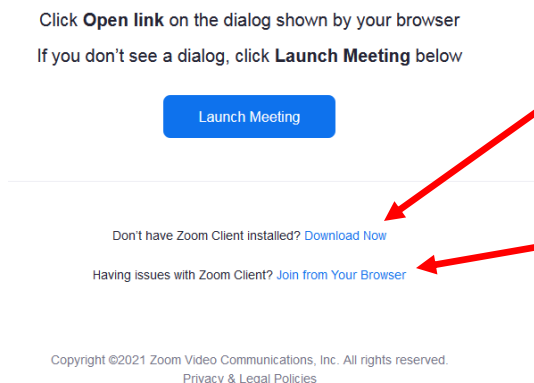 Click Open link on the dialog shown by your browser
If you don't see a dialog, click Launch Meeting below
Launch Meeting
Don't have Zoom Client installed? Download Now
Having issues with Zoom Client? Join from Your Browser
Copyright ©2021 Zoom Video Communications, Inc. All rights reserved.
Privacy & Legal Policies